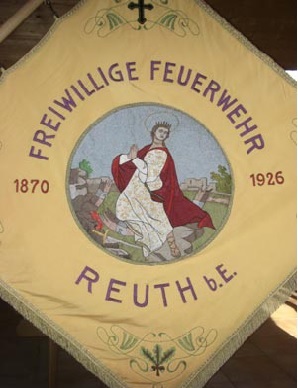 FREIWILLIGE FEUERWEHR
1870 1926
REUTH b.E.